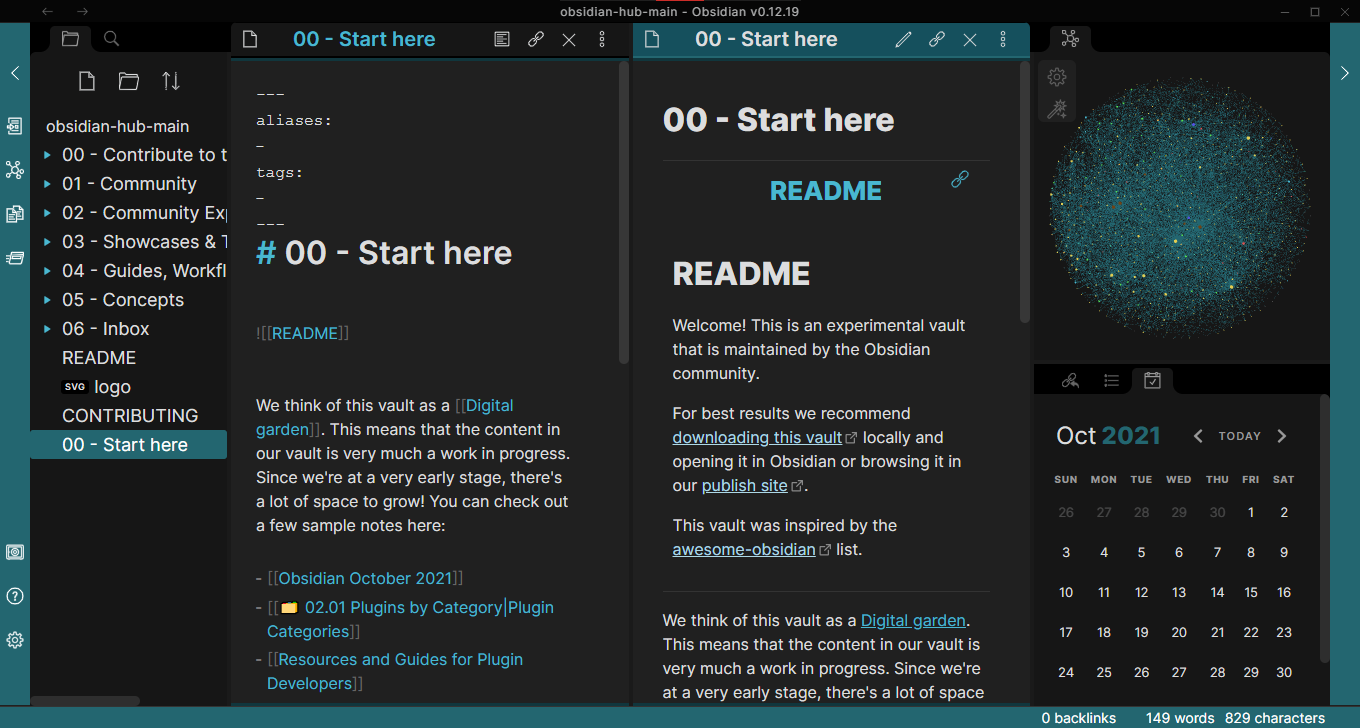 obsidian-hub-main - Obsidian v0.12.19
obsidian-hub-main
00 - Contribute to t
01 - Community
02 - Community Ex
03 - Showcases & T
04 - Guides, Workfl
05 - Concepts
06 - Inbox
README
SVG logo
CONTRIBUTING
00 - Start here
00 - Start here
---
aliases:
-
tags:
-
---
# 00 - Start here
![[README]]
We think of this vault as a [[Digital
garden]]. This means that the content in
our vault is very much a work in progress.
Since we're at a very early stage, there's
a lot of space to grow! You can check out
a few sample notes here:
- [[Obsidian October 2021]]
- [[🗂️ 02.01 Plugins by Category|Plugin
Categories]]
- [[Resources and Guides for Plugin
Developers]]
00 - Start here
00 - Start here
README
README
Welcome! This is an experimental vault
that is maintained by the Obsidian
community.
For best results we recommend
downloading this vault locally and
opening it in Obsidian or browsing it in
our publish site.
This vault was inspired by the
awesome-obsidian list.
We think of this vault as a Digital garden.
This means that the content in our vault is
very much a work in progress. Since we're
at a very early stage, there's a lot of space
Oct 2021
TODAY
SUN MON TUE WED THU FRI SAT
26 27 28 29 30 1 2
3 4 5 6 7 8 9
10 11 12 13 14 15 16
17 18 19 20 21 22 23
24 25 26 27 28 29 30
0 backlinks 149 words 829 characters